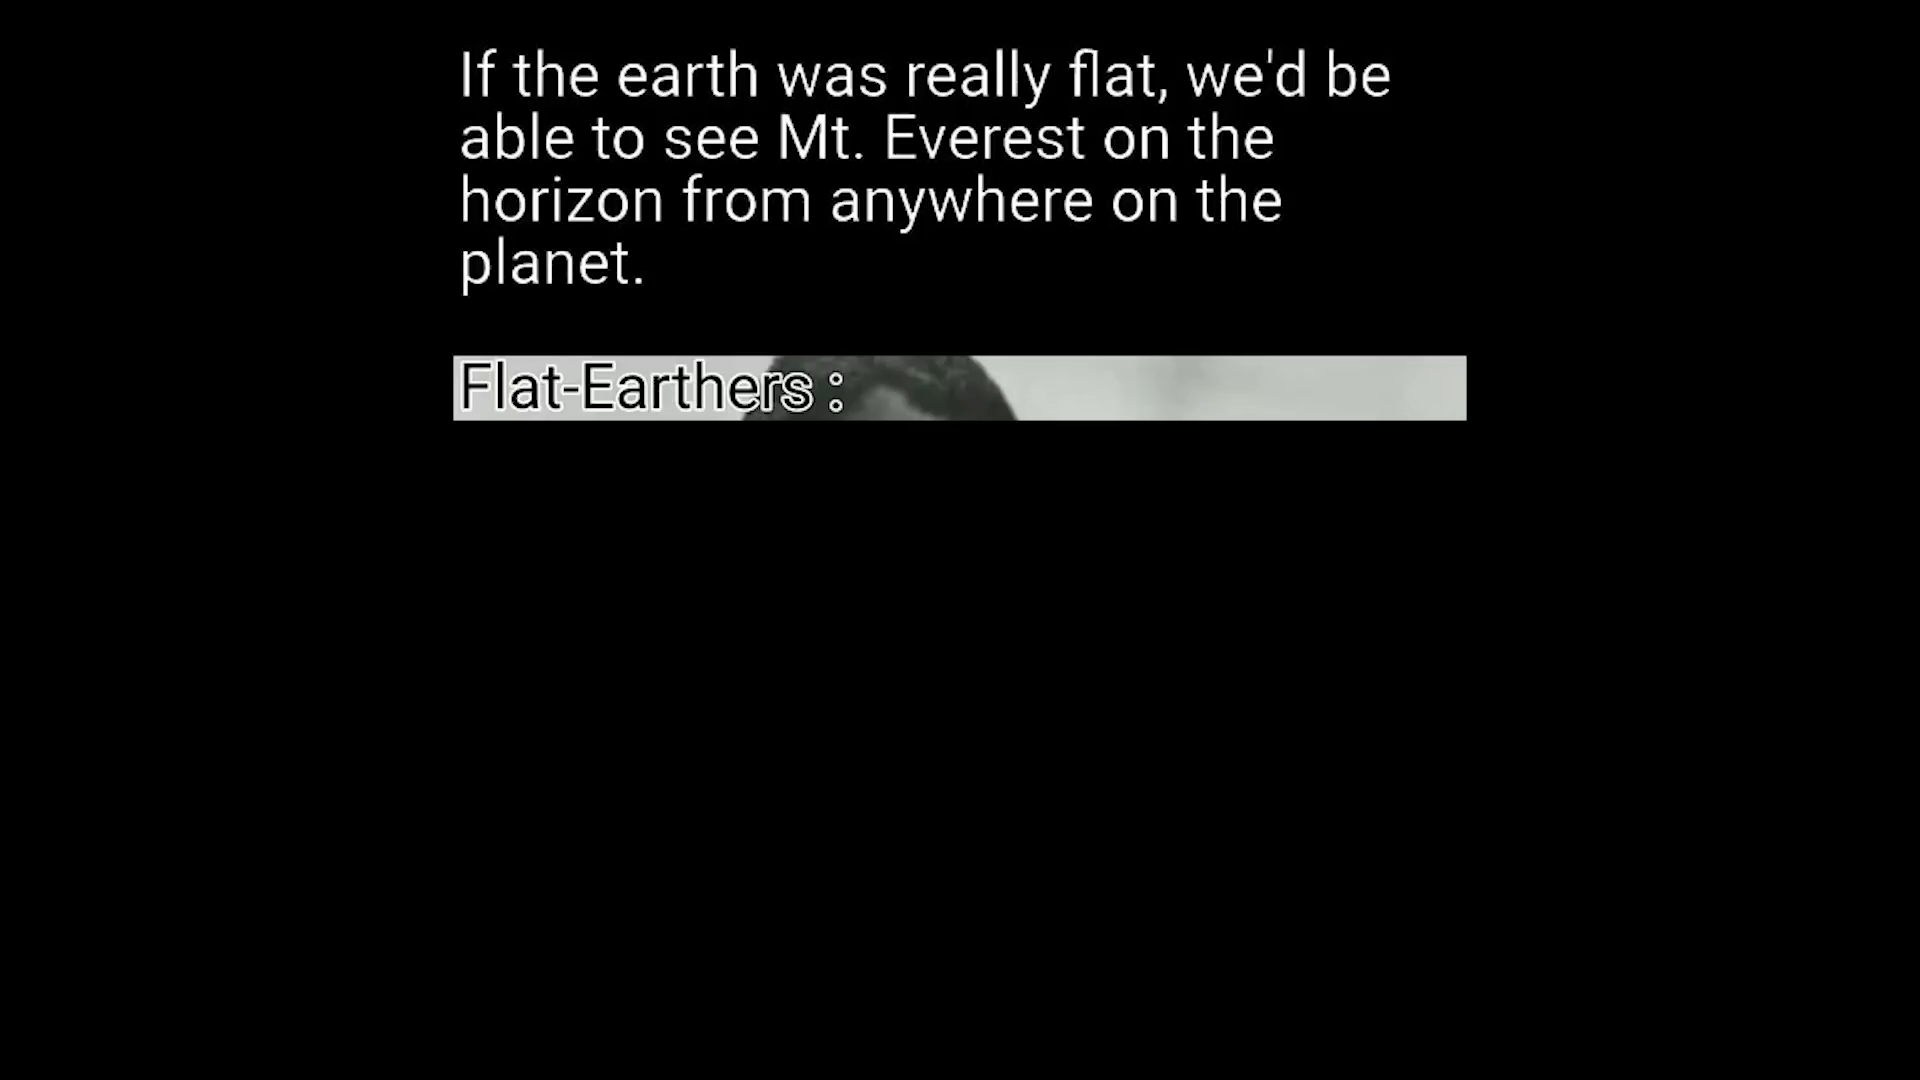 If the earth was really flat, we'd be
able to see Mt. Everest on the
horizon from anywhere on the
planet.
Flat-Earthers :